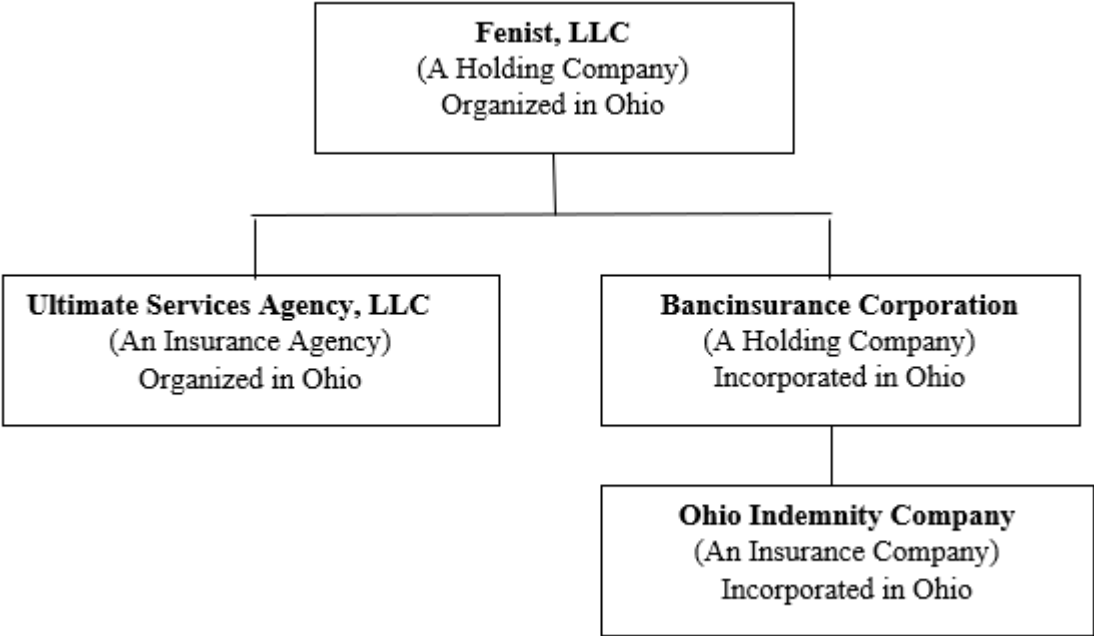 Fenist, LLC
(A Holding Company)
Organized in Ohio
Ultimate Services Agency, LLC
(An Insurance Agency)
Organized in Ohio
Bancinsurance Corporation
(A Holding Company)
Incorporated in Ohio
Ohio Indemnity Company
(An Insurance Company)
Incorporated in Ohio